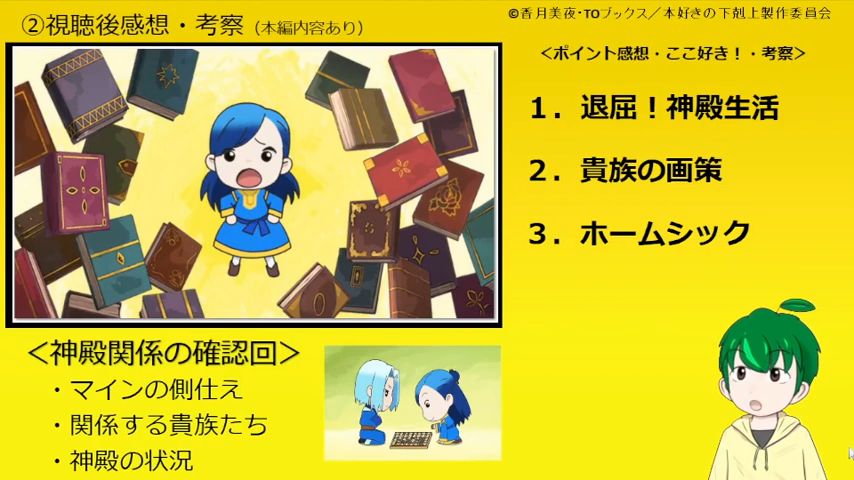 ②視聴後感想・考察（本編内容あり）
©香月美夜・TOブックス／本好きの下剋上製作委員会
＜ポイント感想・ここ好き！・考察＞
１．退屈！神殿生活
２．貴族の画策
３．ホームシック
＜神殿関係の確認回＞
・マインの側仕え
・関係する貴族たち
・神殿の状況